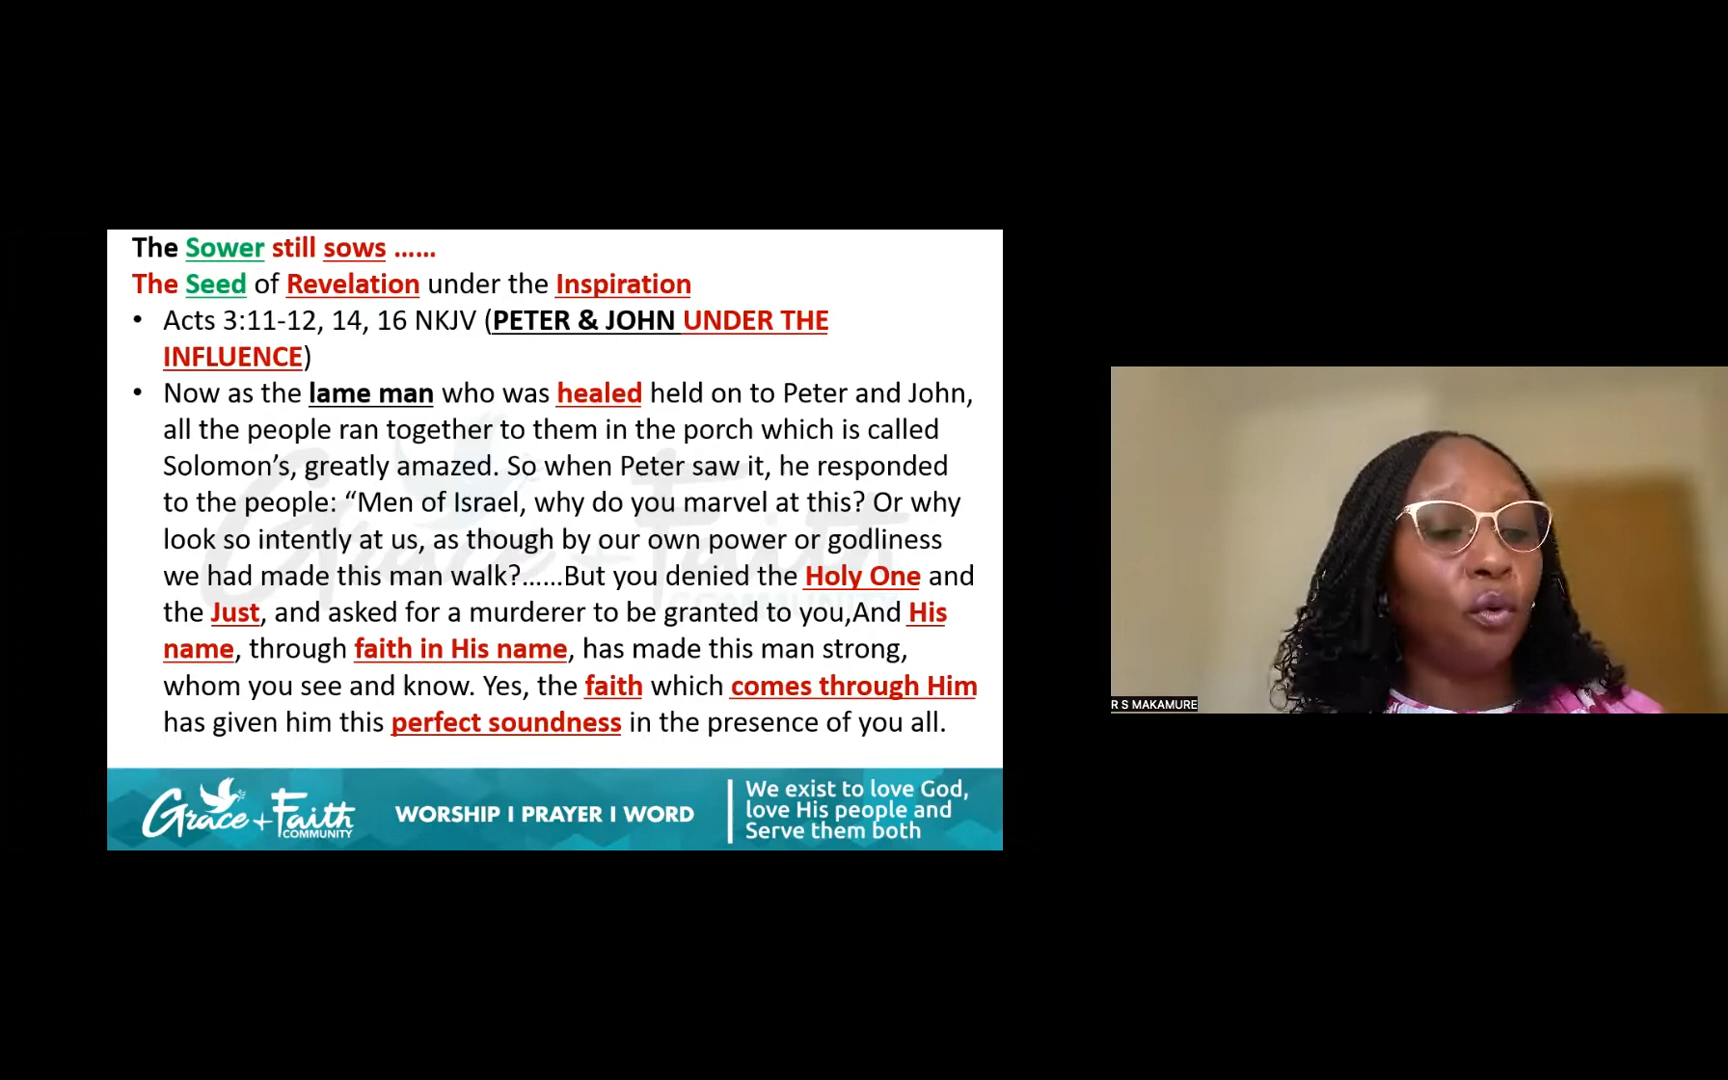 The Sower still sows ......
The Seed of Revelation under the Inspiration
• Acts 3:11-12, 14, 16 NKJV (PETER & JOHN UNDER THE
INFLUENCE)
• Now as the lame man who was healed held on to Peter and John,
all the people ran together to them in the porch which is called
Solomon’s, greatly amazed. So when Peter saw it, he responded
to the people: “Men of Israel, why do you marvel at this? Or why
look so intently at us, as though by our own power or godliness
we had made this man walk?......But you denied the Holy One and
the Just, and asked for a murderer to be granted to you,And His
name, through faith in His name, has made this man strong,
whom you see and know. Yes, the faith which comes through Him
has given him this perfect soundness in the presence of you all.
Grace + Faith
COMMUNITY
WORSHIP I PRAYER I WORD
We exist to love God,
love His people and
Serve them both
R S MAKAMURE